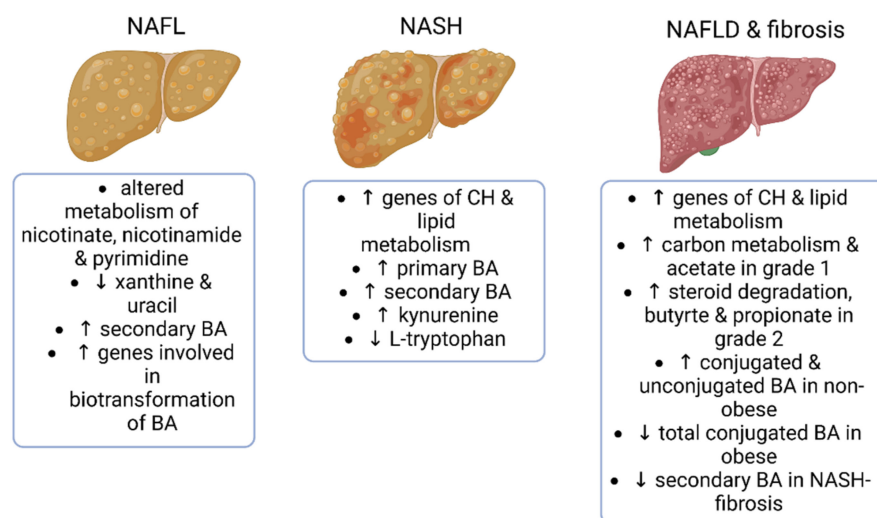 NAFL
• altered
metabolism of
nicotinate, nicotinamide
& pyrimidine
• ↓ xanthine &
uracil
• ↑ secondary BA
• ↑ genes involved
in
biotransformation
of BA
NASH
• ↑ genes of CH &
lipid
metabolism
• ↑ primary BA
• ↑ secondary BA
• ↑ kynurenine
• ↓ L-tryptophan
NAFLD & fibrosis
• ↑ genes of CH & lipid
metabolism
• ↑ carbon metabolism &
acetate in grade 1
• ↑ steroid degradation,
butyrte & propionate in
grade 2
• ↑ conjugated &
unconjugated BA in non-
obese
• ↓ total conjugated BA in
obese
• ↓ secondary BA in NASH-
fibrosis